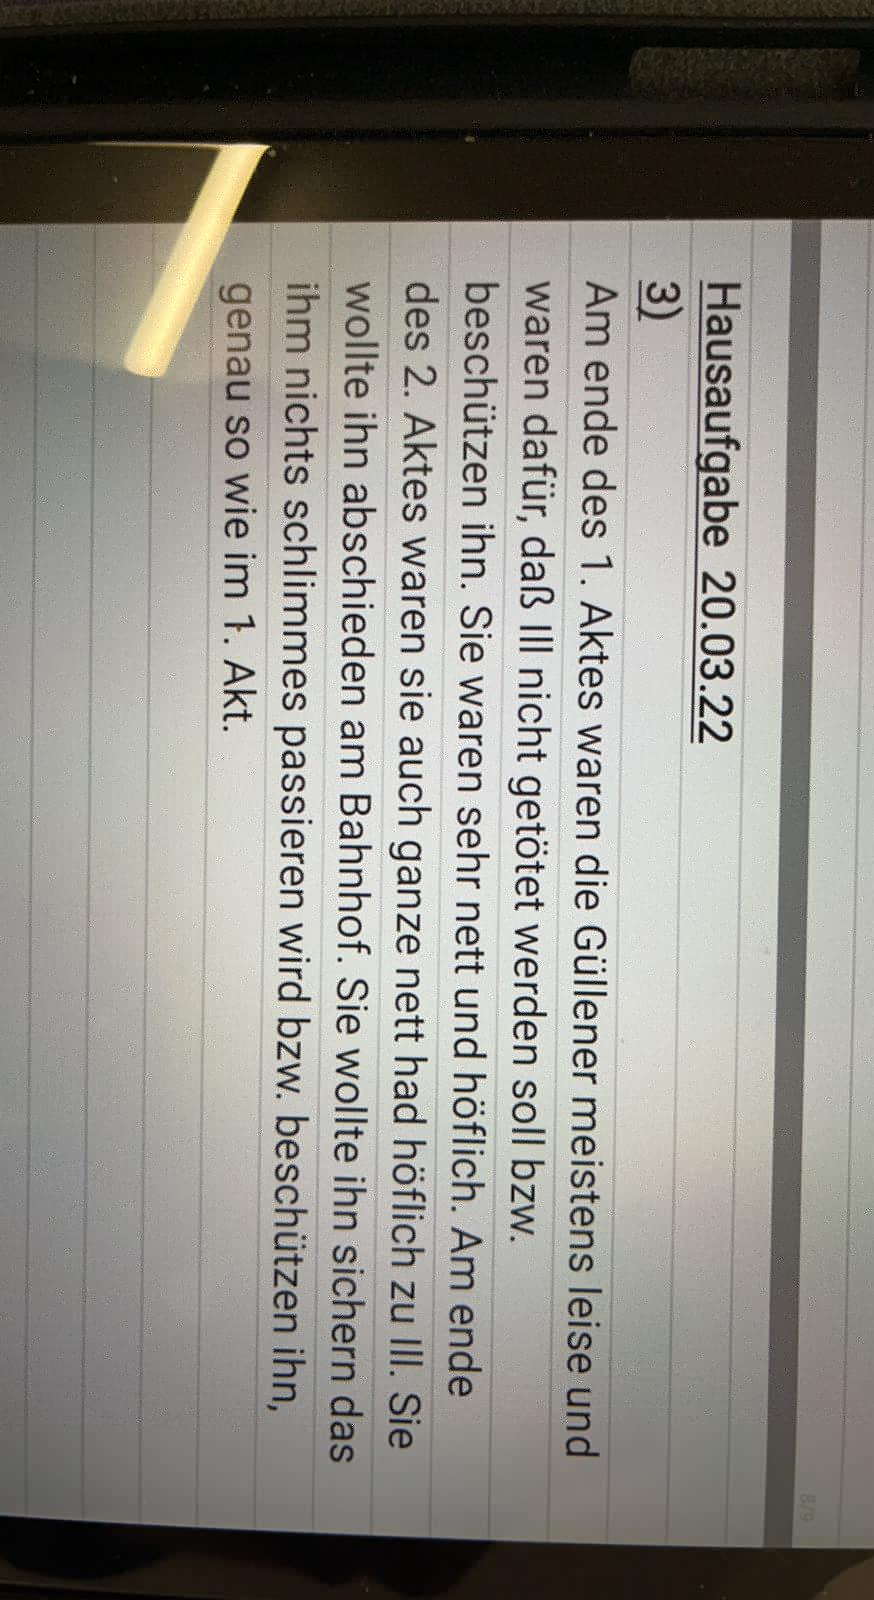 8/9
Hausaufgabe 20.03.22
3)
Am ende des 1. Aktes waren die Güllener meistens leise und
waren dafür, daß Ill nicht getötet werden soll bzw.
beschützen ihn. Sie waren sehr nett und höflich. Am ende
des 2. Aktes waren sie auch ganze nett had höflich zu Ill. Sie
wollte ihn abschieden am Bahnhof. Sie wollte ihn sichern das
ihm nichts schlimmes passieren wird bzw. beschützen ihn,
genau so wie im 1. Akt.